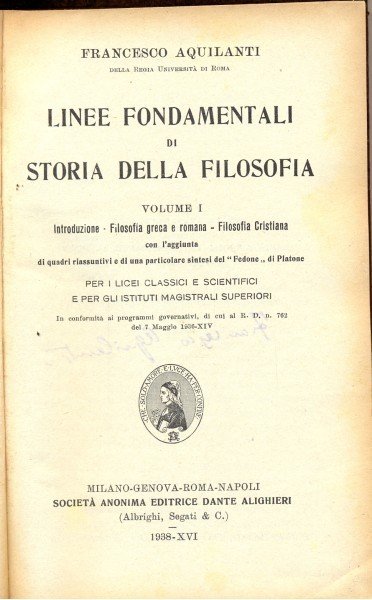 FRANCESCO AQUILANTI
DELLA REGIA UNIVERSITÀ DI ROMA
LINEE FONDAMENTALI
DI
STORIA DELLA FILOSOFIA
VOLUME I
Introduzione - Filosofia greca e romana - Filosofia Cristiana
con l'aggiunta
di quadri riassuntivi e di una particolare sintesi del "Fedone„ di Platone
PER I LICEI CLASSICI E SCIENTIFICI
E PER GLI ISTITUTI MAGISTRALI SUPERIORI
In conformità ai programmi governativi, di cui al R. D. n. 762
del 7 Maggio 1936-XIV
MILANO-GENOVA-ROMA-NAPOLI
SOCIETÀ ANONIMA EDITRICE DANTE ALIGHIERI
(Albrighi, Segati & C.)
1938-XVI